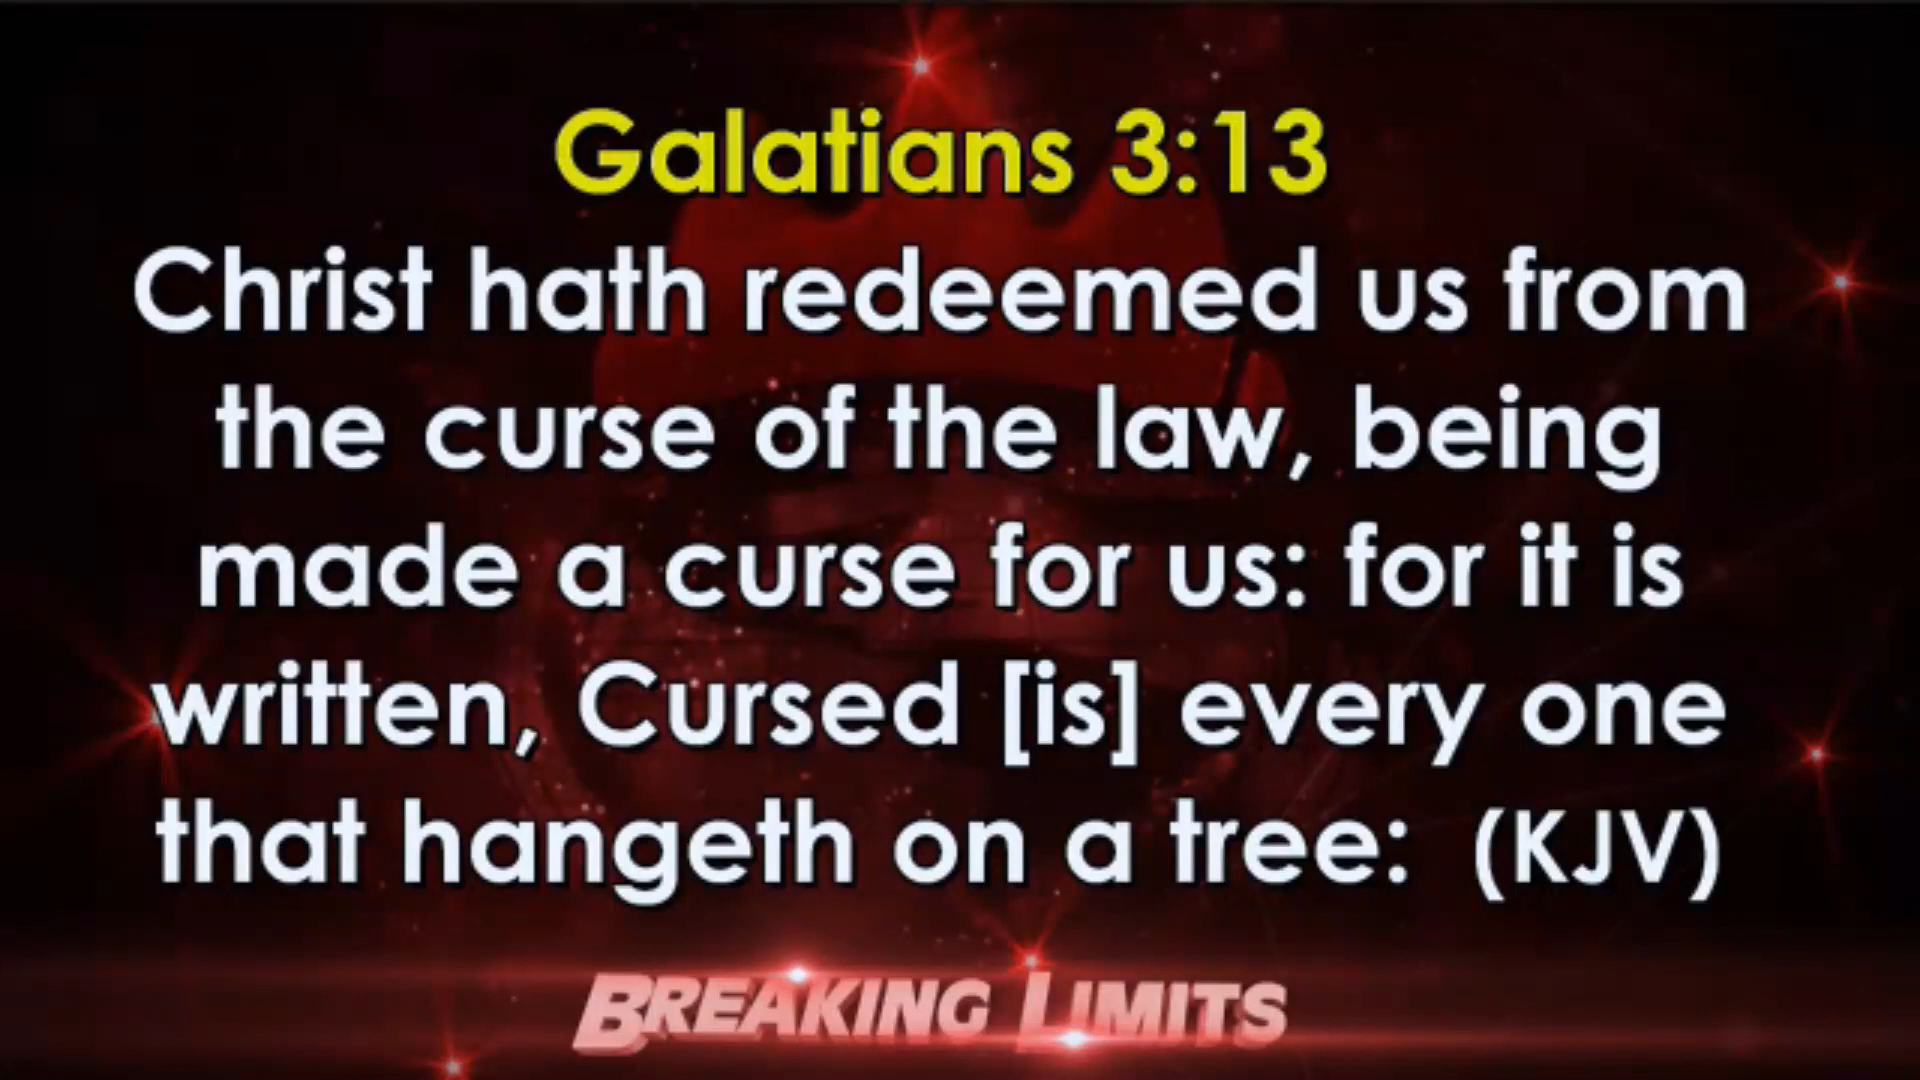 Galatians 3:13
Christ hath redeemed us from
the curse of the law, being
made a curse for us: for it is
written, Cursed [is] every one
that hangeth on a tree: (KJV)
BREAKING LIMITS